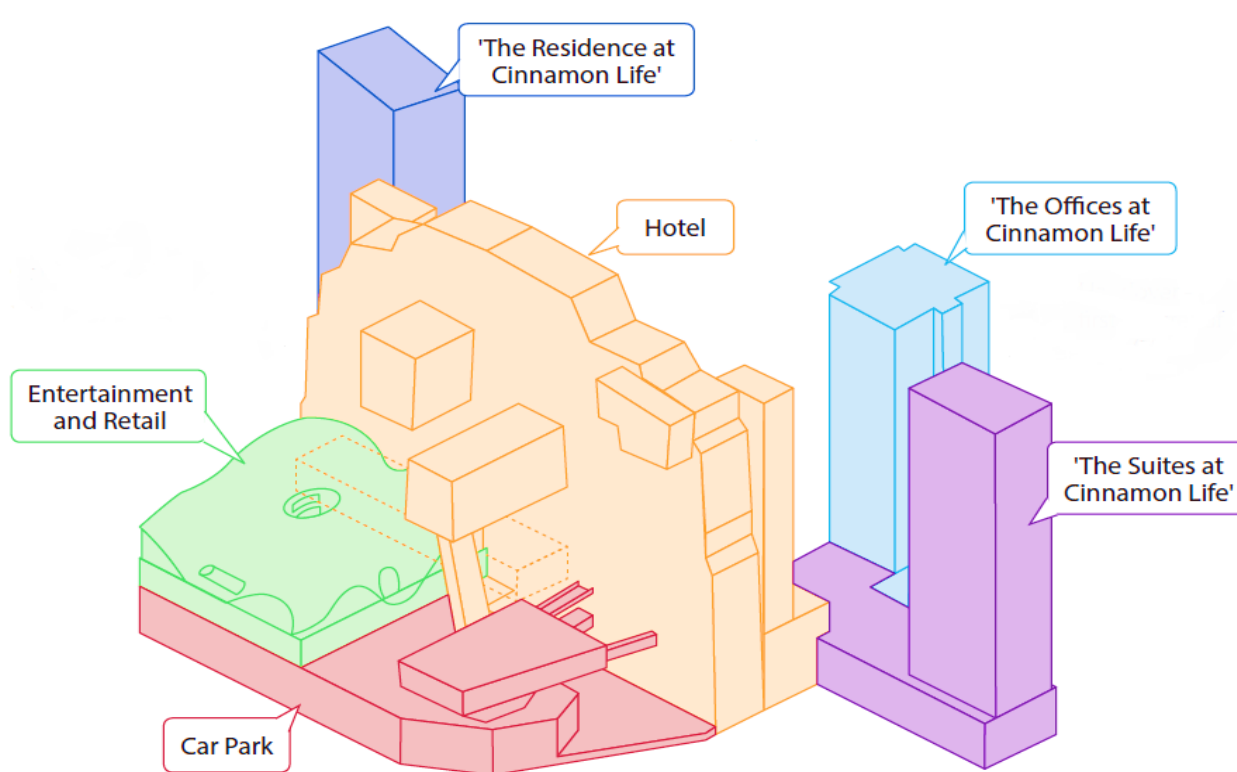 'The Residence at
Cinnamon Life'
Hotel
'The Offices at
Cinnamon Life'
Entertainment
and Retail
'The Suites at
Cinnamon Life'
Car Park